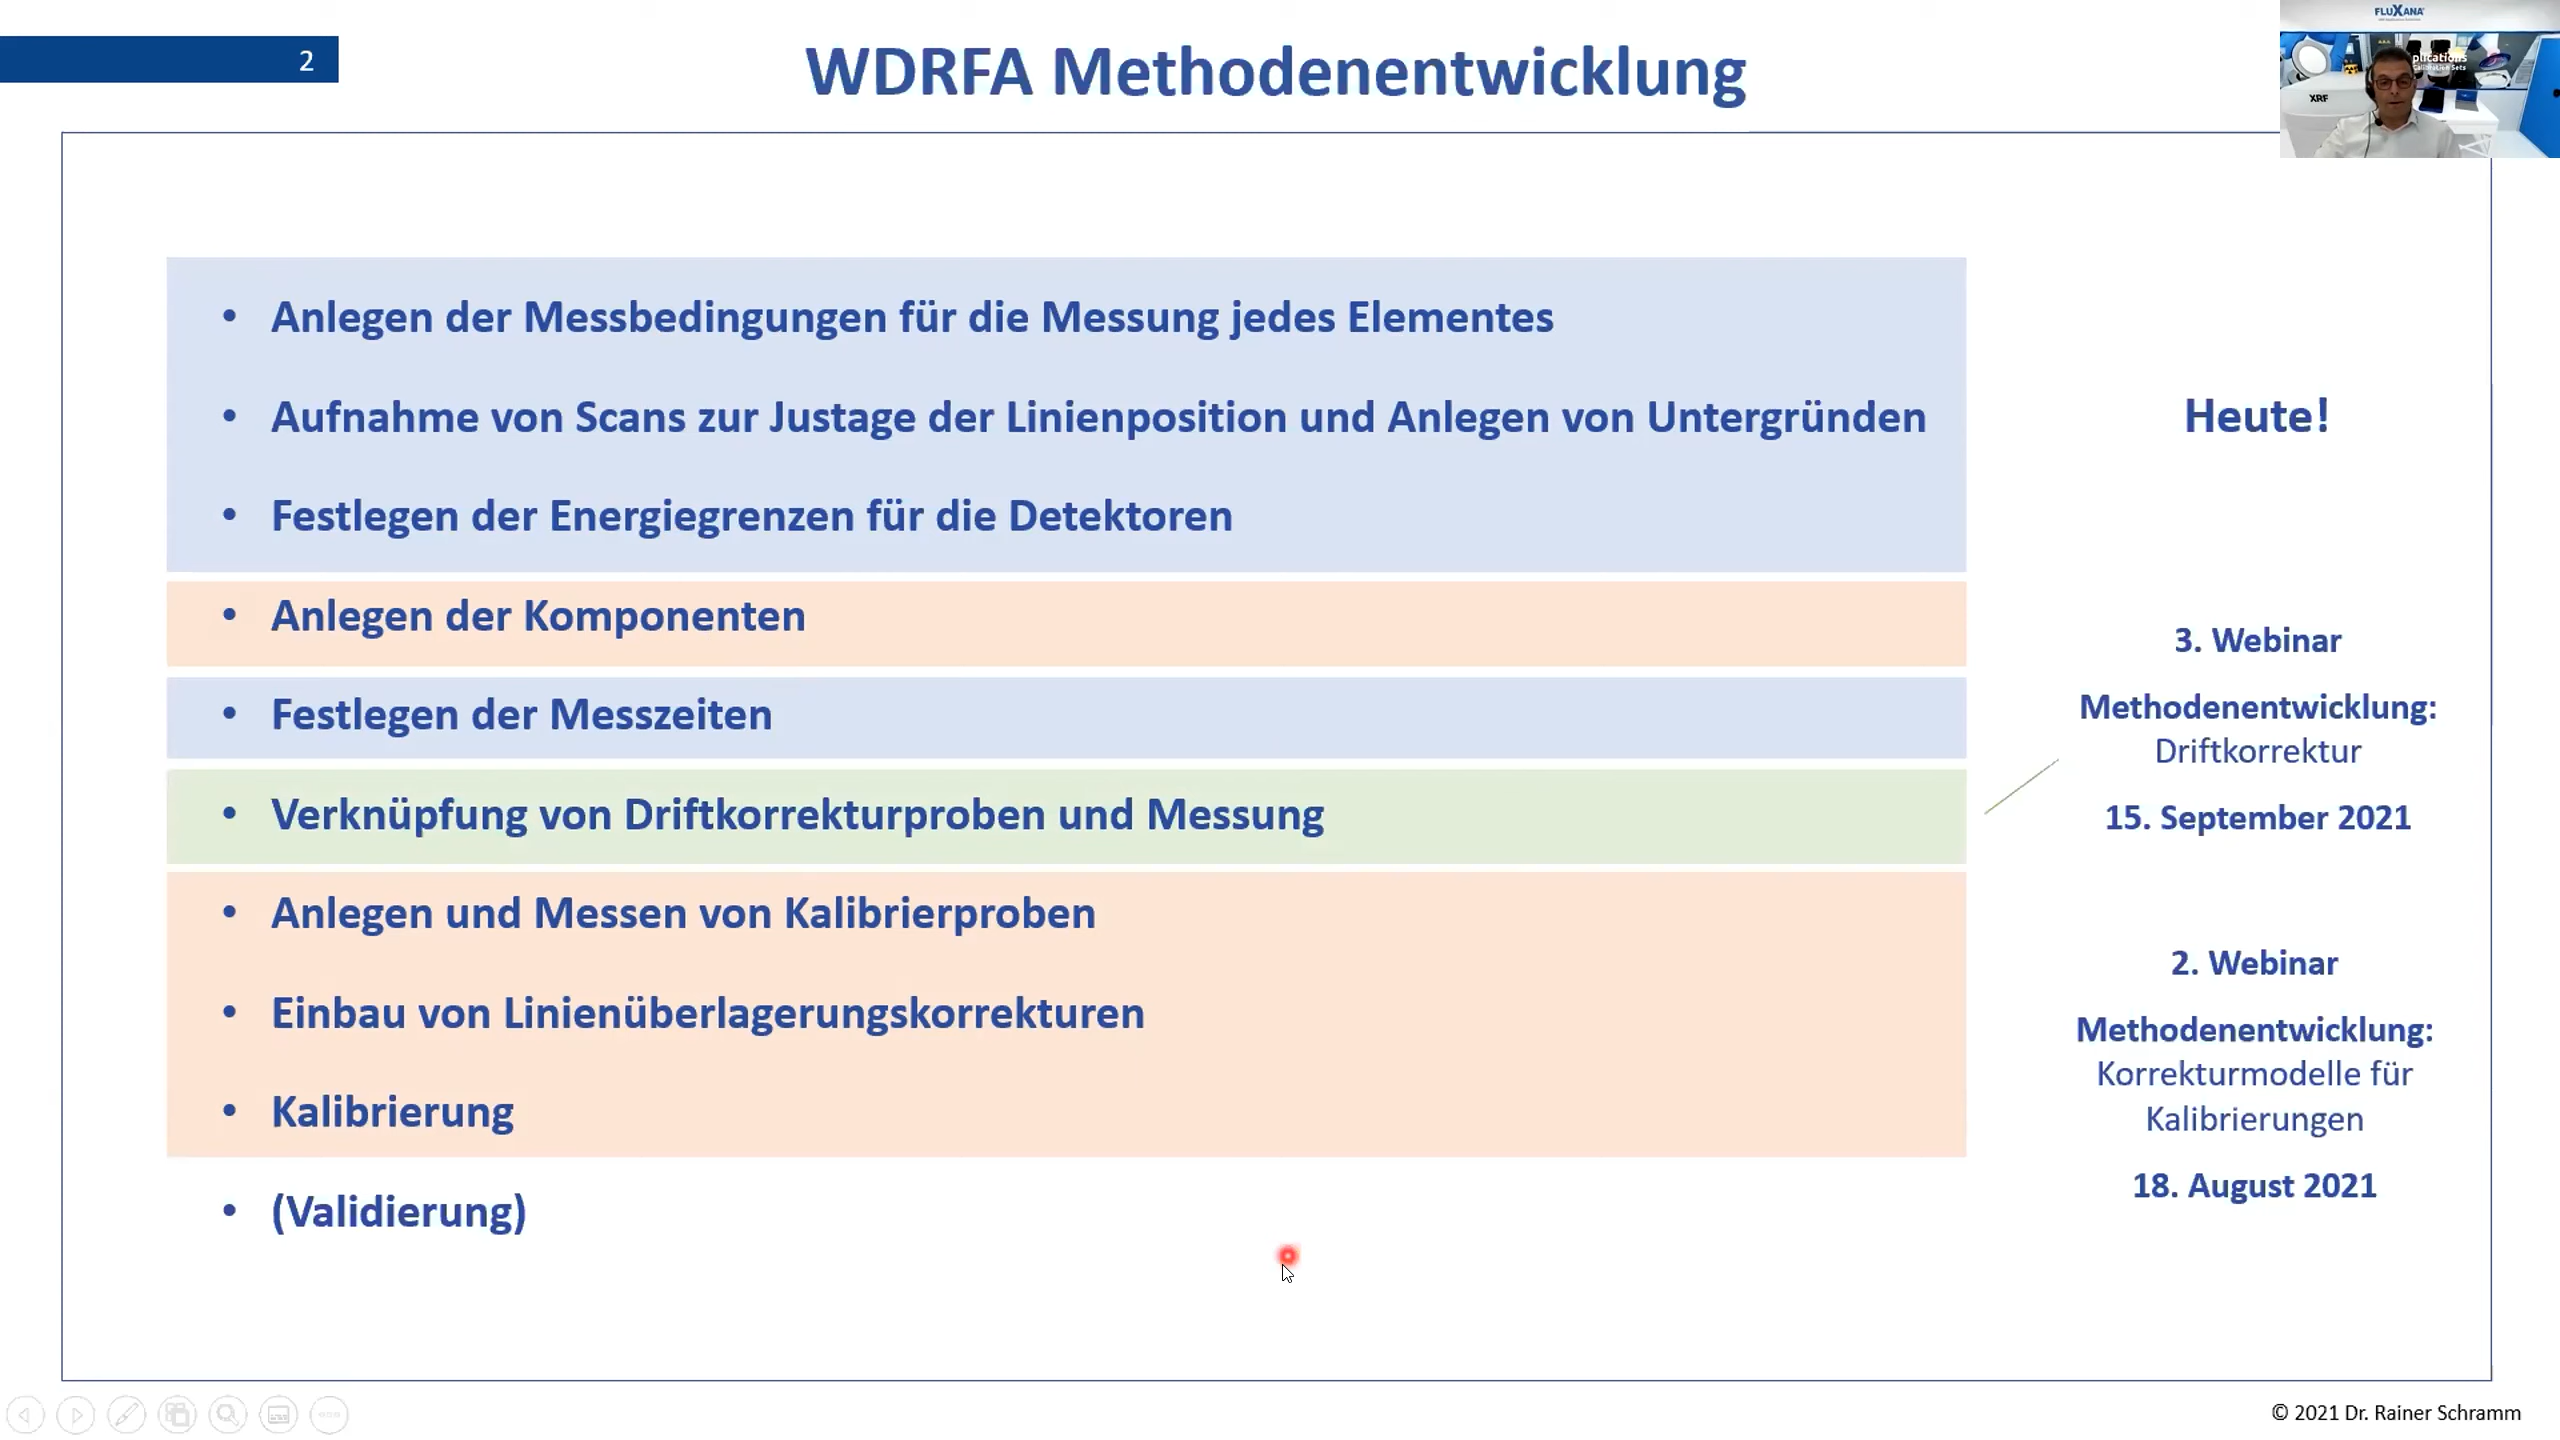 2
WDRFA Methodenentwicklung
FLUXANA
plications
Calibration Sets
XRF
• Anlegen der Messbedingungen für die Messung jedes Elementes
• Aufnahme von Scans zur Justage der Linienposition und Anlegen von Untergründen
• Festlegen der Energiegrenzen für die Detektoren
Heute!
• Anlegen der Komponenten
• Festlegen der Messzeiten
• Verknüpfung von Driftkorrekturproben und Messung
3. Webinar
Methodenentwicklung:
Driftkorrektur
15. September 2021
• Anlegen und Messen von Kalibrierproben
• Einbau von Linienüberlagerungskorrekturen
• Kalibrierung
• (Validierung)
2. Webinar
Methodenentwicklung:
Korrekturmodelle für
Kalibrierungen
18. August 2021
© 2021 Dr. Rainer Schramm